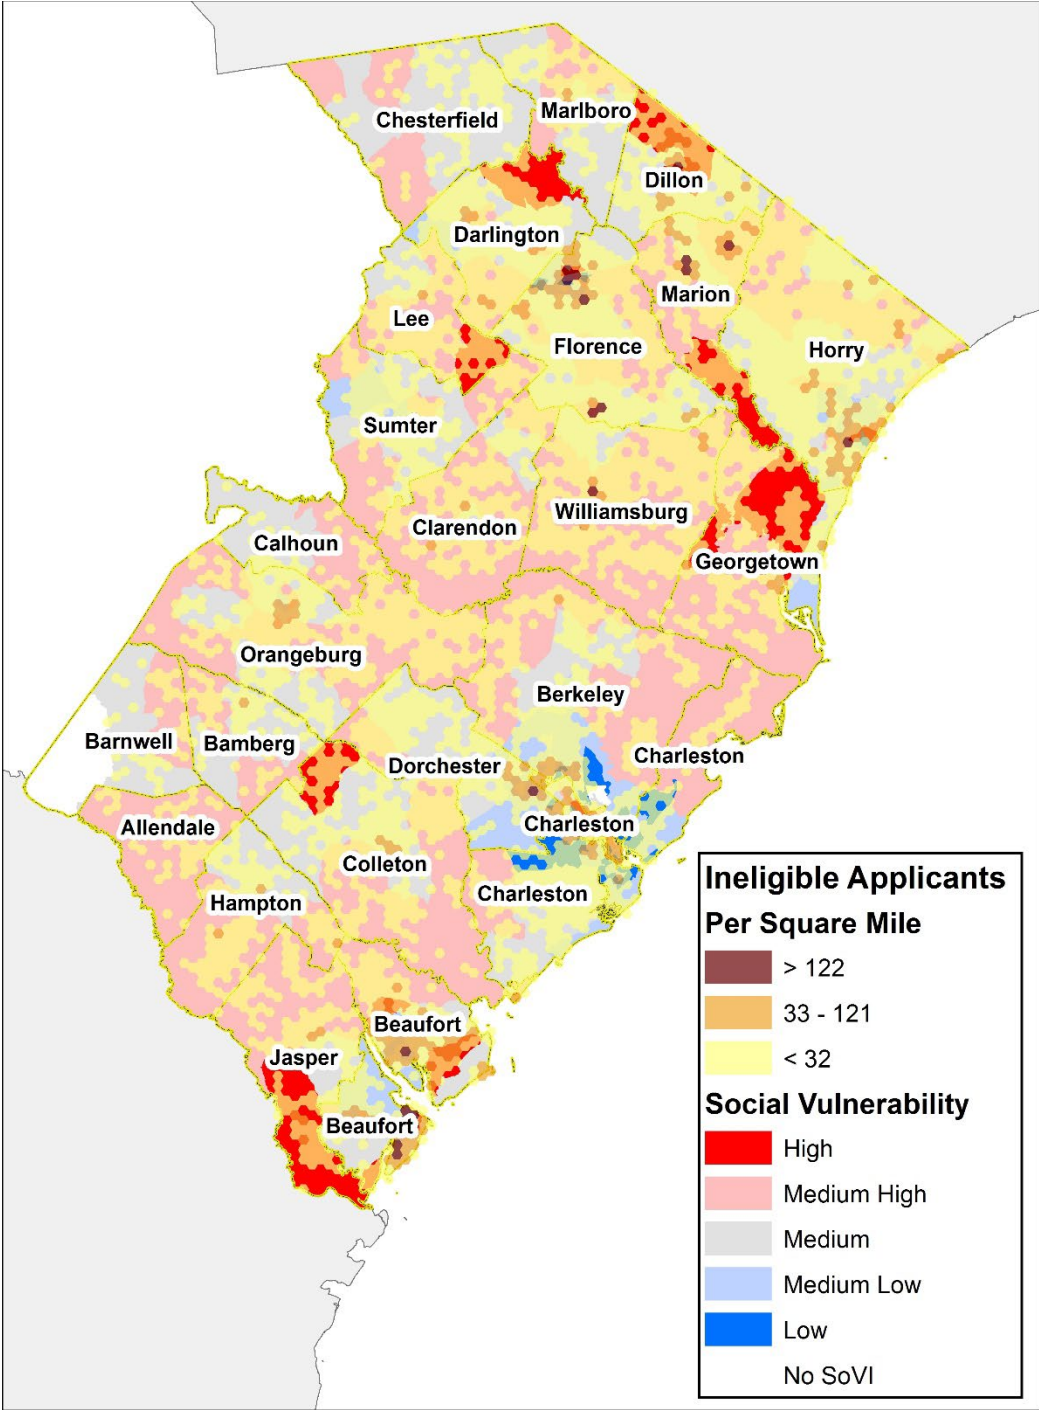 Chesterfield
Marlboro
Dillon
Darlington
Marion
Lee
Florence
Horry
Sumter
Williamsburg
Clarendon
Calhoun
Georgetown
Orangeburg
Berkeley
Barnwell
Bamberg
Charleston
Dorchester
Allendale
Charleston
Colleton
Charleston
Hampton
Beaufort
Jasper
Beaufort
Ineligible Applicants
Per Square Mile
> 122
33 - 121
< 32
Social Vulnerability
High
Medium High
Medium
Medium Low
Low
No SoVI